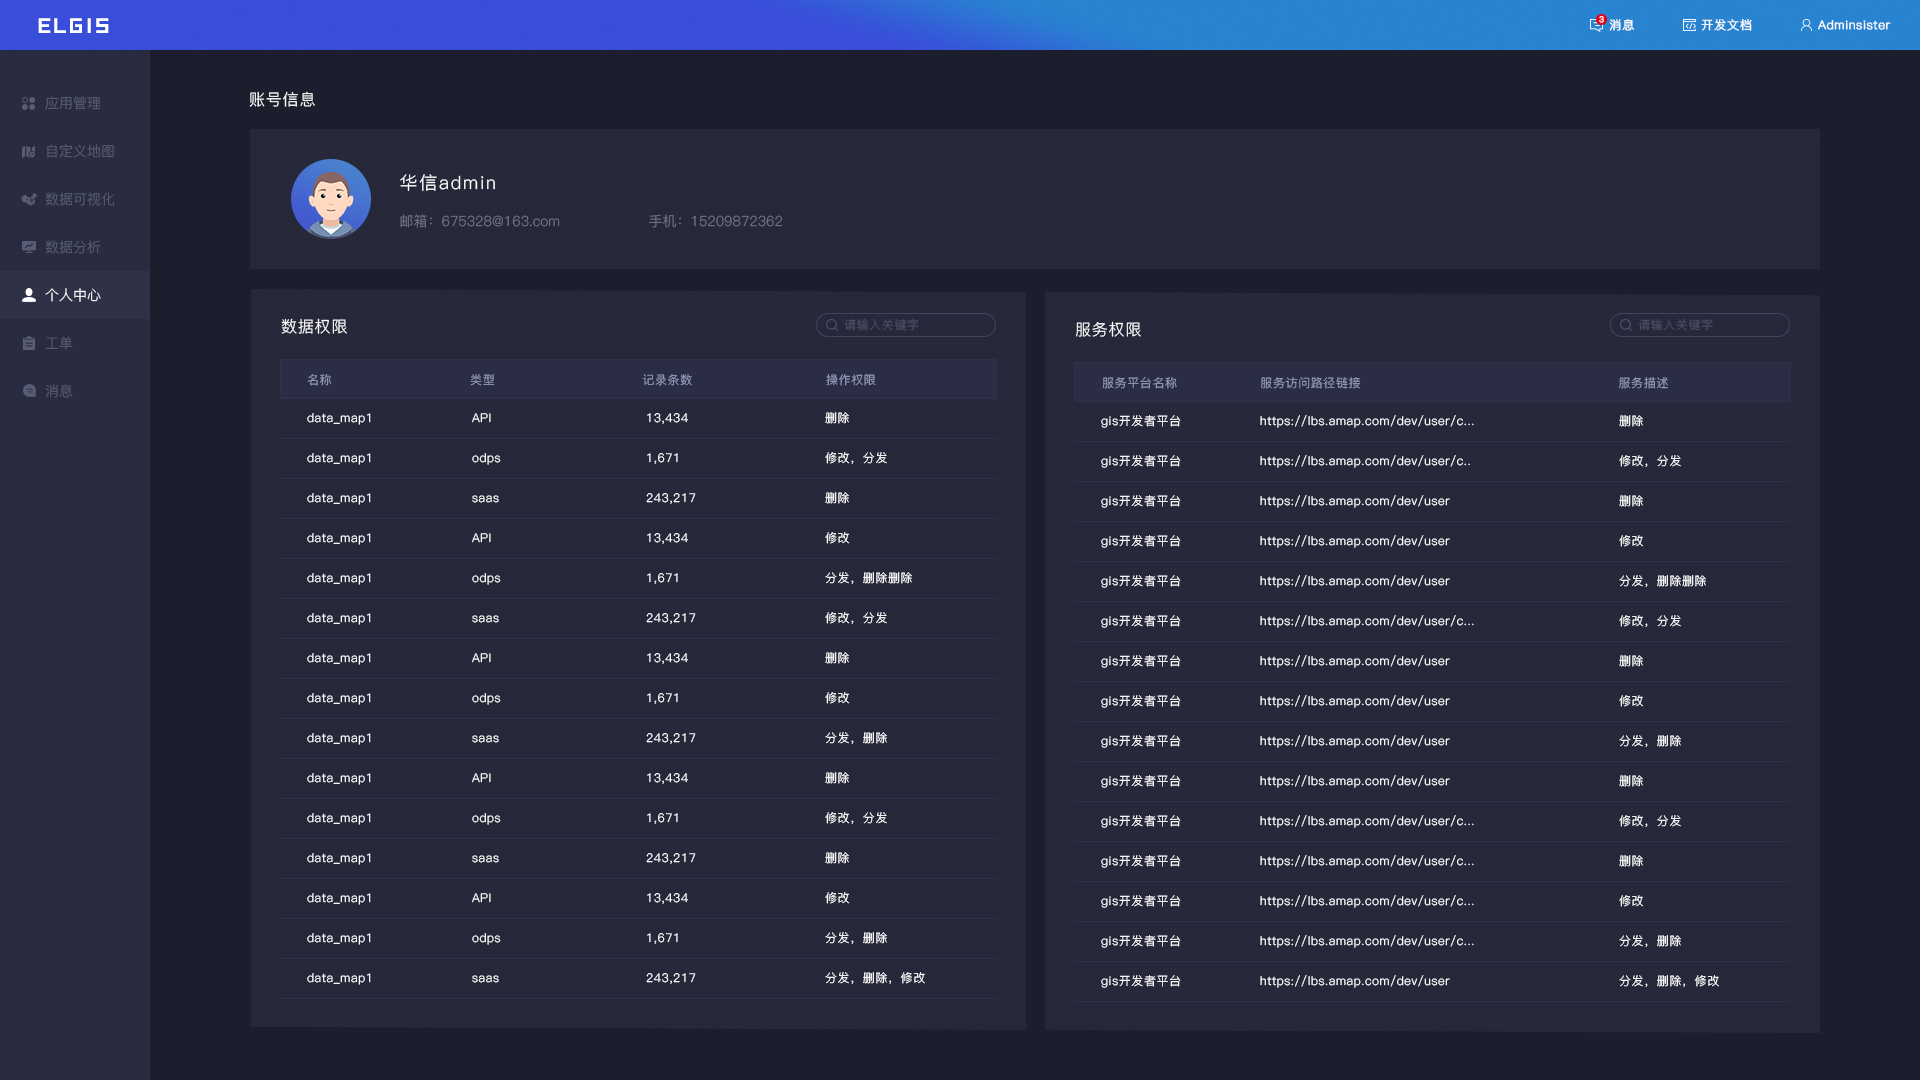 ELGIS
3 消息
开发文档
Adminsister
应用管理
自定义地图
数据可视化
数据分析
个人中心
工单
消息
账号信息
华信admin
邮箱：675328@163.com
手机：15209872362
数据权限
请输入关键字
名称 类型 记录条数 操作权限
data_map1 API 13,434 删除
data_map1 odps 1,671 修改，分发
data_map1 saas 243,217 删除
data_map1 API 13,434 修改
data_map1 odps 1,671 分发，删除删除
data_map1 saas 243,217 修改，分发
data_map1 API 13,434 删除
data_map1 odps 1,671 修改
data_map1 saas 243,217 分发，删除
data_map1 API 13,434 删除
data_map1 odps 1,671 修改，分发
data_map1 saas 243,217 删除
data_map1 API 13,434 修改
data_map1 odps 1,671 分发，删除
data_map1 saas 243,217 分发，删除，修改
服务权限
请输入关键字
服务平台名称 服务访问路径链接 服务描述
gis开发者平台 https://lbs.amap.com/dev/user/c... 删除
gis开发者平台 https://lbs.amap.com/dev/user/c.. 修改，分发
gis开发者平台 https://lbs.amap.com/dev/user 删除
gis开发者平台 https://lbs.amap.com/dev/user 修改
gis开发者平台 https://lbs.amap.com/dev/user 分发，删除删除
gis开发者平台 https://lbs.amap.com/dev/user/c... 修改，分发
gis开发者平台 https://lbs.amap.com/dev/user 删除
gis开发者平台 https://lbs.amap.com/dev/user 修改
gis开发者平台 https://lbs.amap.com/dev/user 分发，删除
gis开发者平台 https://lbs.amap.com/dev/user 删除
gis开发者平台 https://lbs.amap.com/dev/user/c... 修改，分发
gis开发者平台 https://lbs.amap.com/dev/user/c... 删除
gis开发者平台 https://lbs.amap.com/dev/user/c... 修改
gis开发者平台 https://lbs.amap.com/dev/user/c... 分发，删除
gis开发者平台 https://lbs.amap.com/dev/user 分发，删除，修改